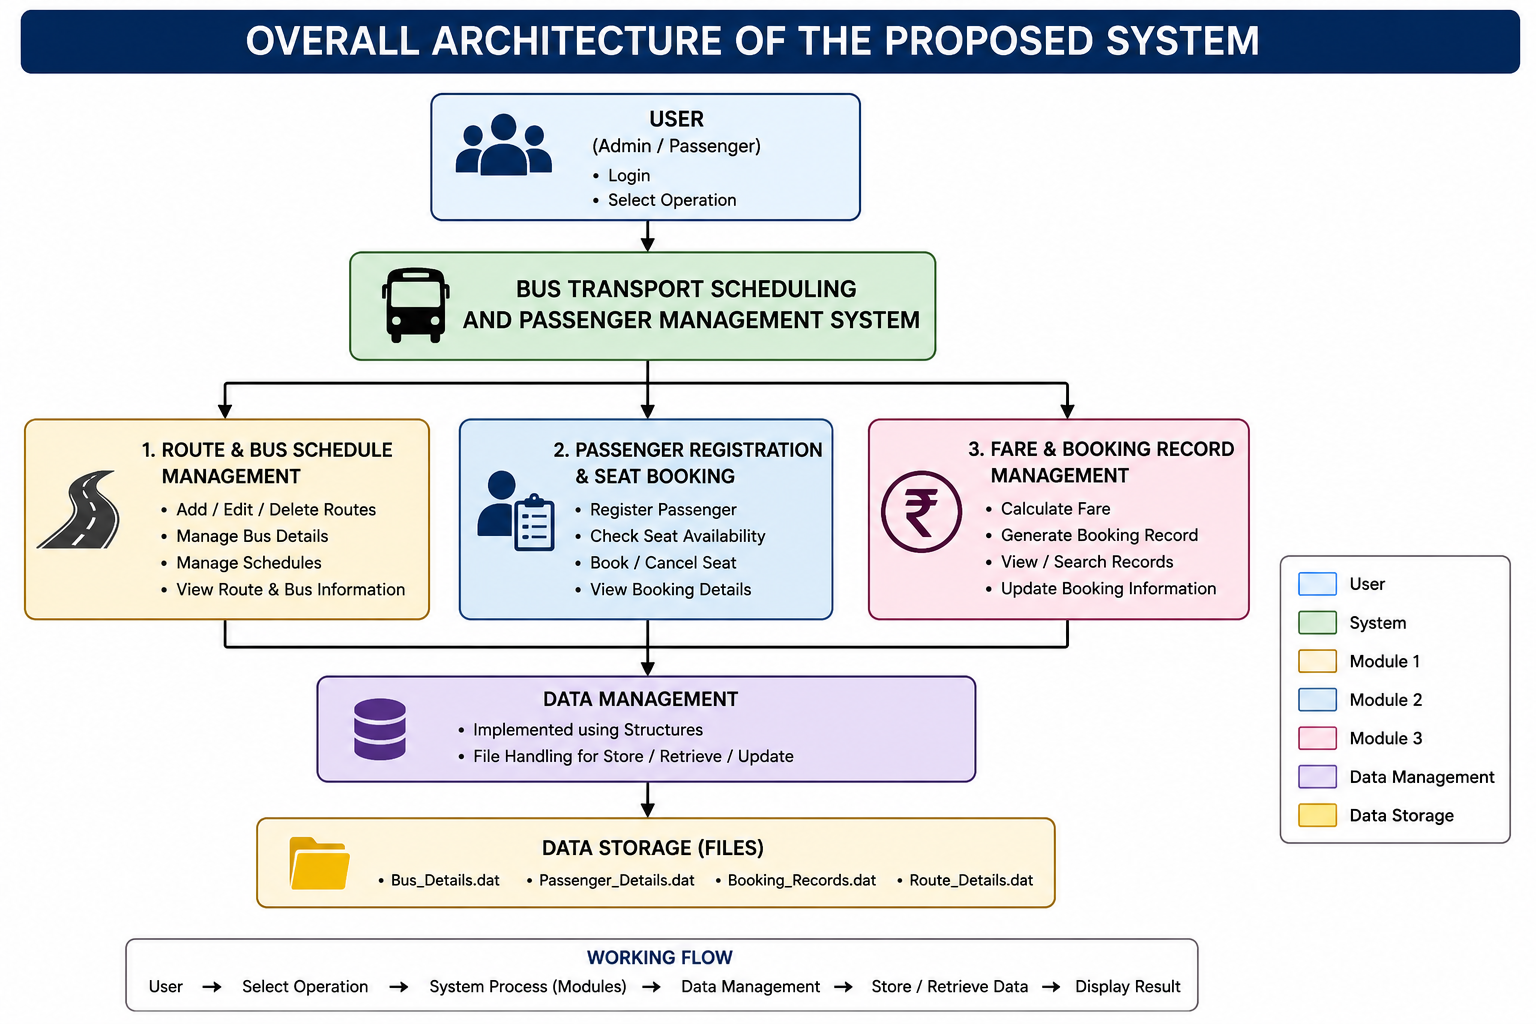 OVERALL ARCHITECTURE OF THE PROPOSED SYSTEM
USER
(Admin / Passenger)
• Login
• Select Operation
BUS TRANSPORT SCHEDULING
AND PASSENGER MANAGEMENT SYSTEM
1. ROUTE & BUS SCHEDULE
MANAGEMENT
• Add / Edit / Delete Routes
• Manage Bus Details
• Manage Schedules
• View Route & Bus Information
2. PASSENGER REGISTRATION
& SEAT BOOKING
• Register Passenger
• Check Seat Availability
• Book / Cancel Seat
• View Booking Details
₹
3. FARE & BOOKING RECORD
MANAGEMENT
• Calculate Fare
• Generate Booking Record
• View / Search Records
• Update Booking Information
User
System
Module 1
Module 2
Module 3
Data Management
Data Storage
DATA MANAGEMENT
• Implemented using Structures
• File Handling for Store / Retrieve / Update
DATA STORAGE (FILES)
• Bus_Details.dat • Passenger_Details.dat • Booking_Records.dat • Route_Details.dat
WORKING FLOW
User → Select Operation → System Process (Modules) → Data Management → Store / Retrieve Data → Display Result